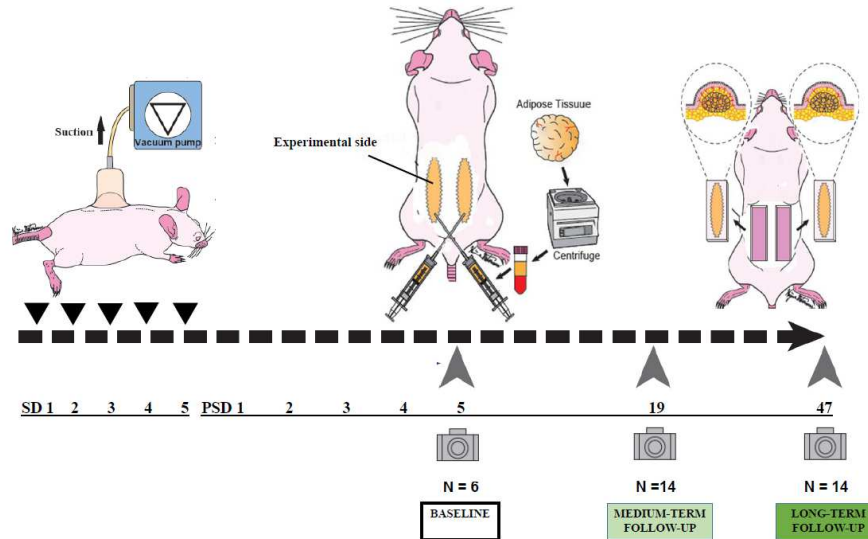 Suction
Vacuum pump
Experimental side
Adipose Tissuue
Centrifuge
SD 1 2 3 4 5 PSD 1 2 3 4 5 19 47
N = 6 N =14 N = 14
BASELINE
MEDIUM-TERM
FOLLOW-UP
LONG-TERM
FOLLOW-UP